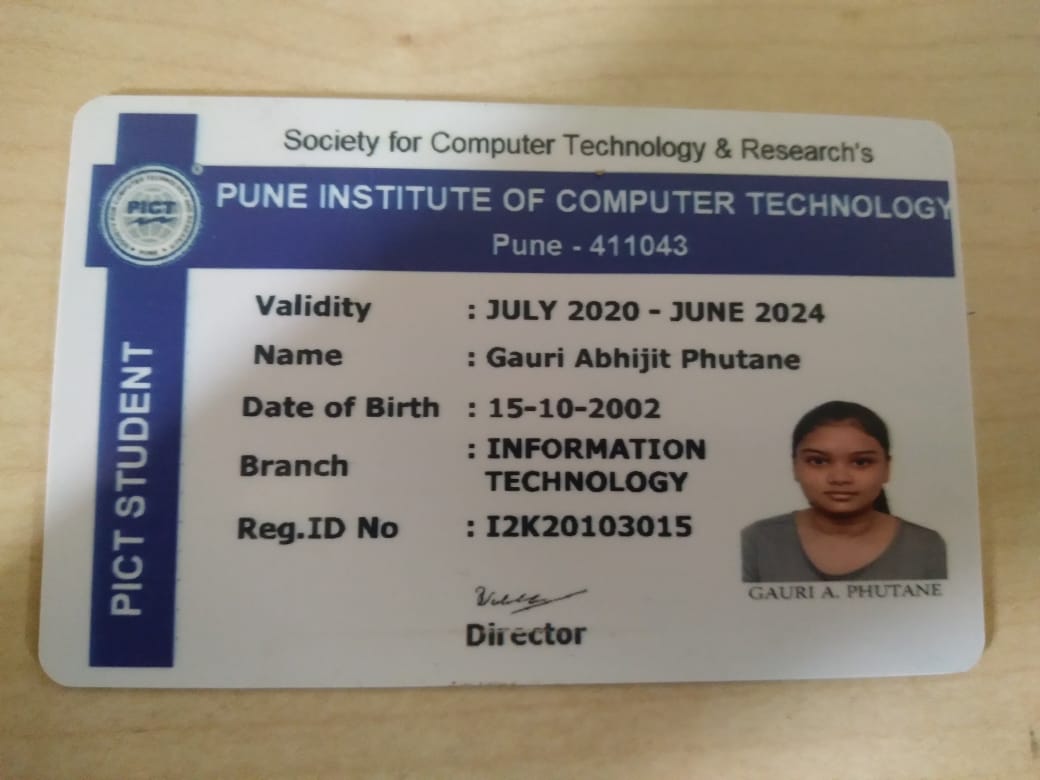 Society for Computer Technology & Research's
PUNE INSTITUTE OF COMPUTER TECHNOLOGY
Pune - 411043
PICT
PICT STUDENT
Validity : JULY 2020 - JUNE 2024
Name : Gauri Abhijit Phutane
Date of Birth : 15-10-2002
Branch : INFORMATION
TECHNOLOGY
Reg.ID No : I2K20103015
GAURI A. PHUTANE
Director